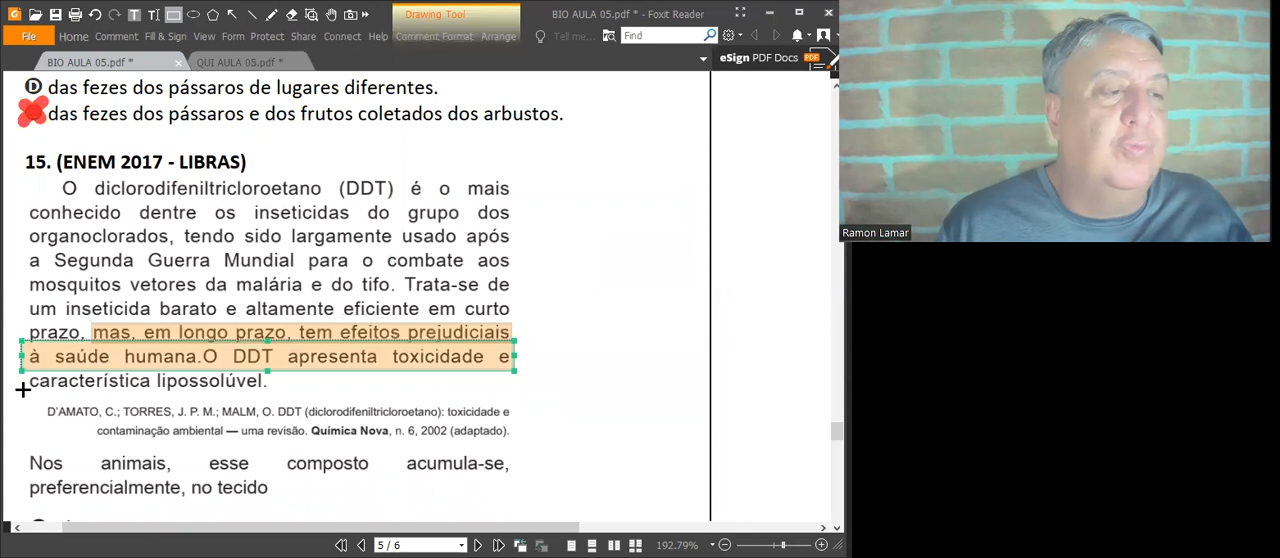 Drawing Tool
BIO AULA 05.pdf * - Foxit Reader
File Home Comment Fill & Sign View Form Protect Share Connect Help Comment Format Arrange Tell me... Find
BIO AULA 05.pdf * × QUI AULA 05.pdf * eSign PDF Docs PDF
D das fezes dos pássaros de lugares diferentes.
das fezes dos pássaros e dos frutos coletados dos arbustos.
15. (ENEM 2017 - LIBRAS)
O diclorodifeniltricloroetano (DDT) é o mais
conhecido dentre os inseticidas do grupo dos
organoclorados, tendo sido largamente usado após
a Segunda Guerra Mundial para o combate aos
mosquitos vetores da malária e do tifo. Trata-se de
um inseticida barato e altamente eficiente em curto
prazo, mas, em longo prazo, tem efeitos prejudiciais
à saúde humana.O DDT apresenta toxicidade e
característica lipossolúvel.
D'AMATO, C.; TORRES, J. P. M.; MALM, O. DDT (diclorodifeniltricloroetano): toxicidade e
contaminação ambiental — uma revisão. Química Nova, n. 6, 2002 (adaptado).
Nos animais, esse composto acumula-se,
preferencialmente, no tecido
5 / 6
192.79%
Ramon Lamar